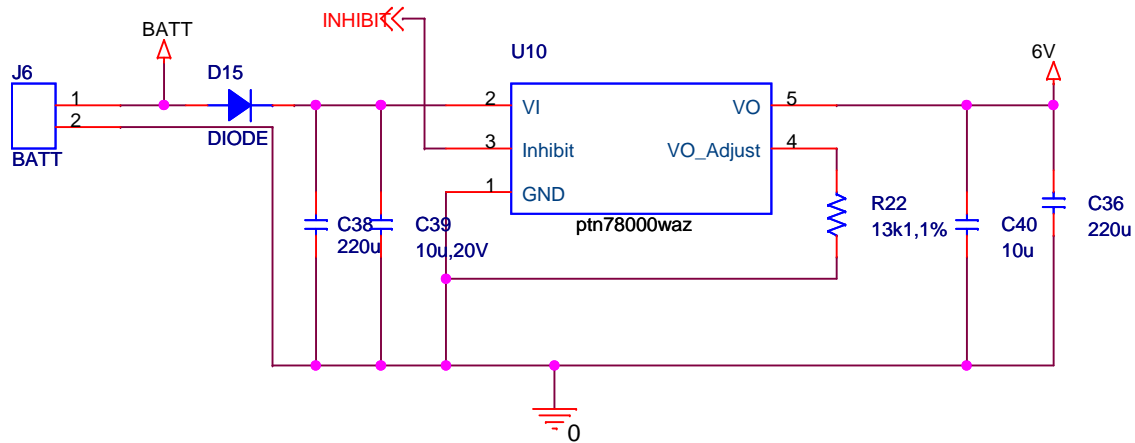 BATT
INHIBIT
J6
D15
U10
6V
1
2
DIODE
BATT
2
VI
VO
5
3
Inhibit
VO_Adjust
4
1
GND
ptn78000waz
C38
220u
C39
10u,20V
R22
13k1,1%
C40
10u
C36
220u
0